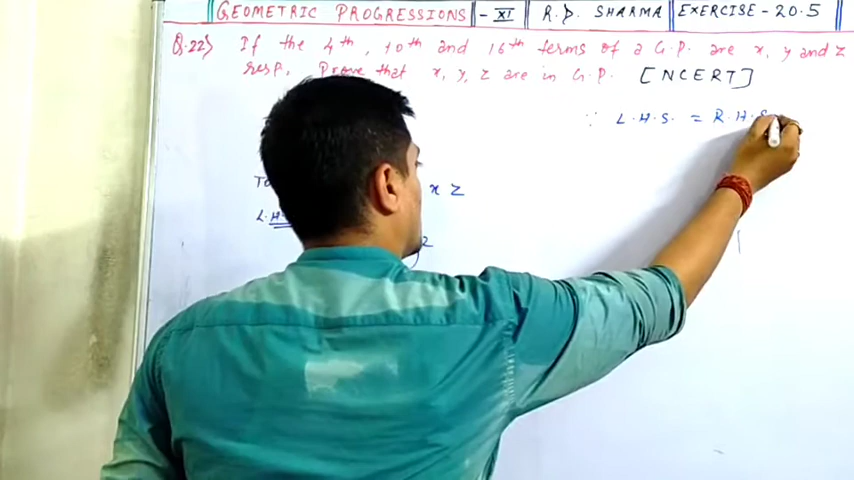 GEOMETRIC PROGRESSIONS - XI R.D. SHARMA EXERCISE - 20.5
Q.22) If the 4th, 10th and 16th terms of a G.P. are x, y and z
resp. Prove that x, y, z are in G.P. [NCERT]
∵ L.H.S. = R.H.S
x z
L.H
2